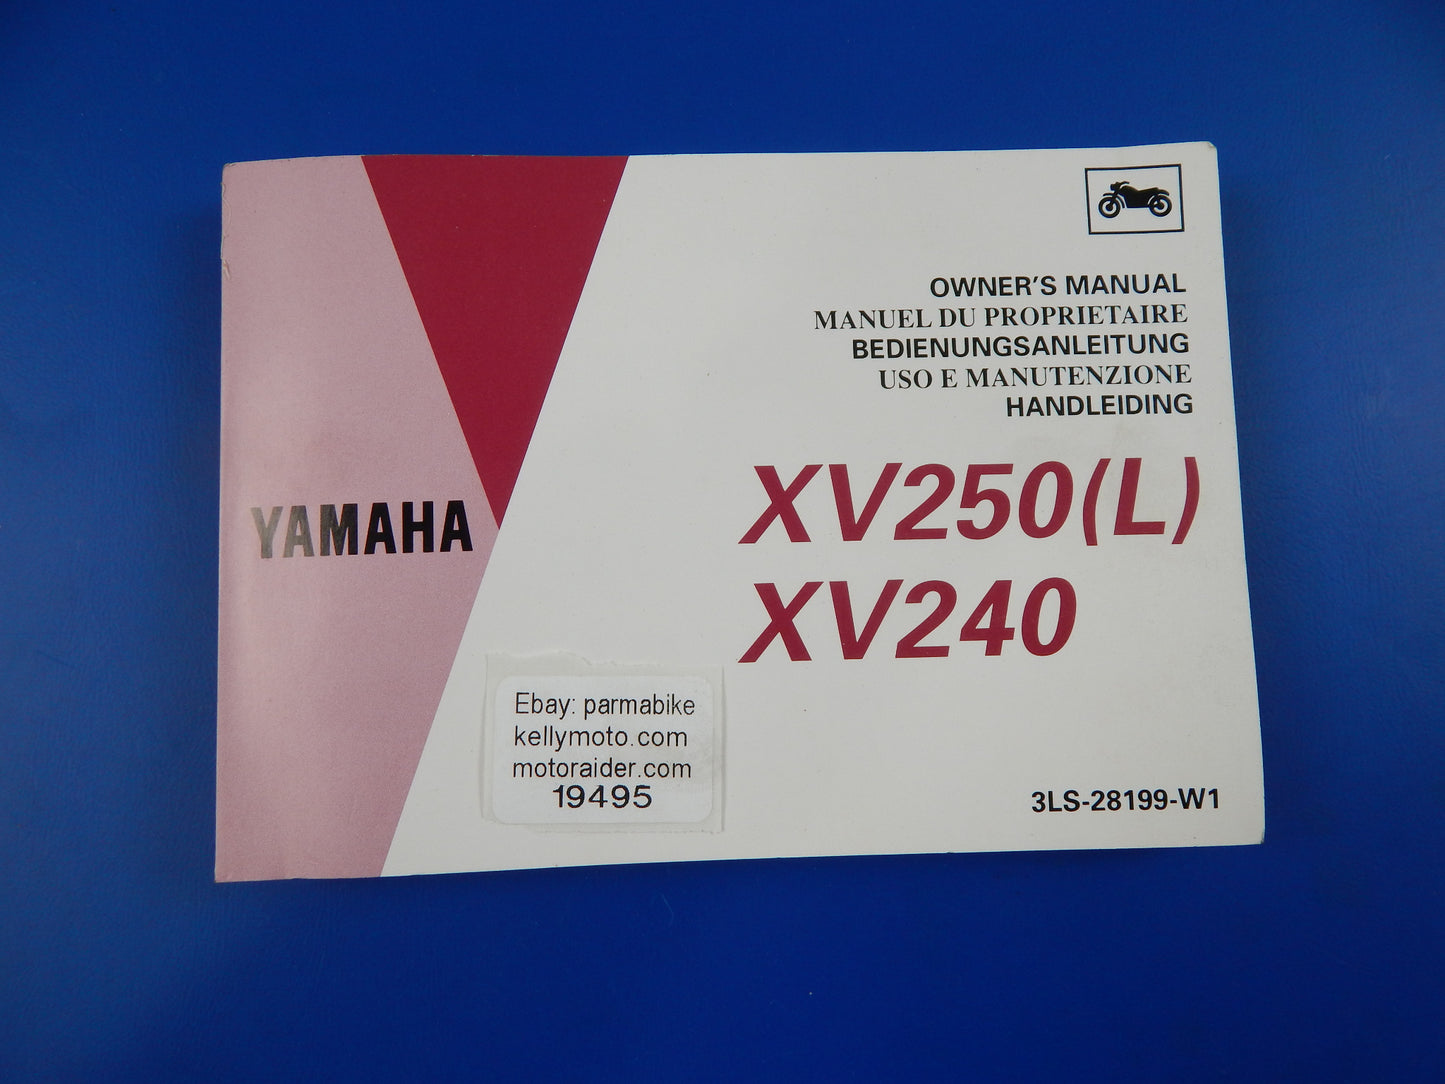 OWNER'S MANUAL
MANUEL DU PROPRIETAIRE
BEDIENUNGSANLEITUNG
USO E MANUTENZIONE
HANDLEIDING
XV250(L)
XV240
YAMAHA
Ebay: parmabike
kellymoto.com
motoraider.com
19495
3LS-28199-W1